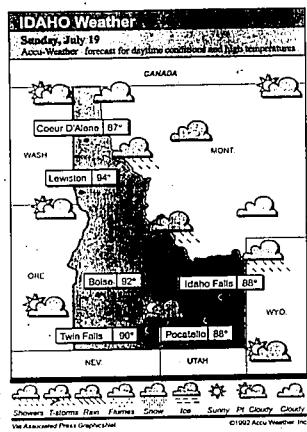 IDAHO Weather
Sunday, July 19
Accu-Weather forecast for daytime conditions and high temperatures
CANADA
Coeur D'Alene 87°
WASH
MONT.
Lewiston 94°
ORE
Boise 92°
Idaho Falls 88°
WYO.
Twin Falls 90°
Pocatello 88°
NEV.
UTAH
Showers T-storms Rain Flurries Snow Ice Sunny Pt. Cloudy Cloudy
Via Associated Press GraphicsNet
©1992 Accu-Weather, Inc.